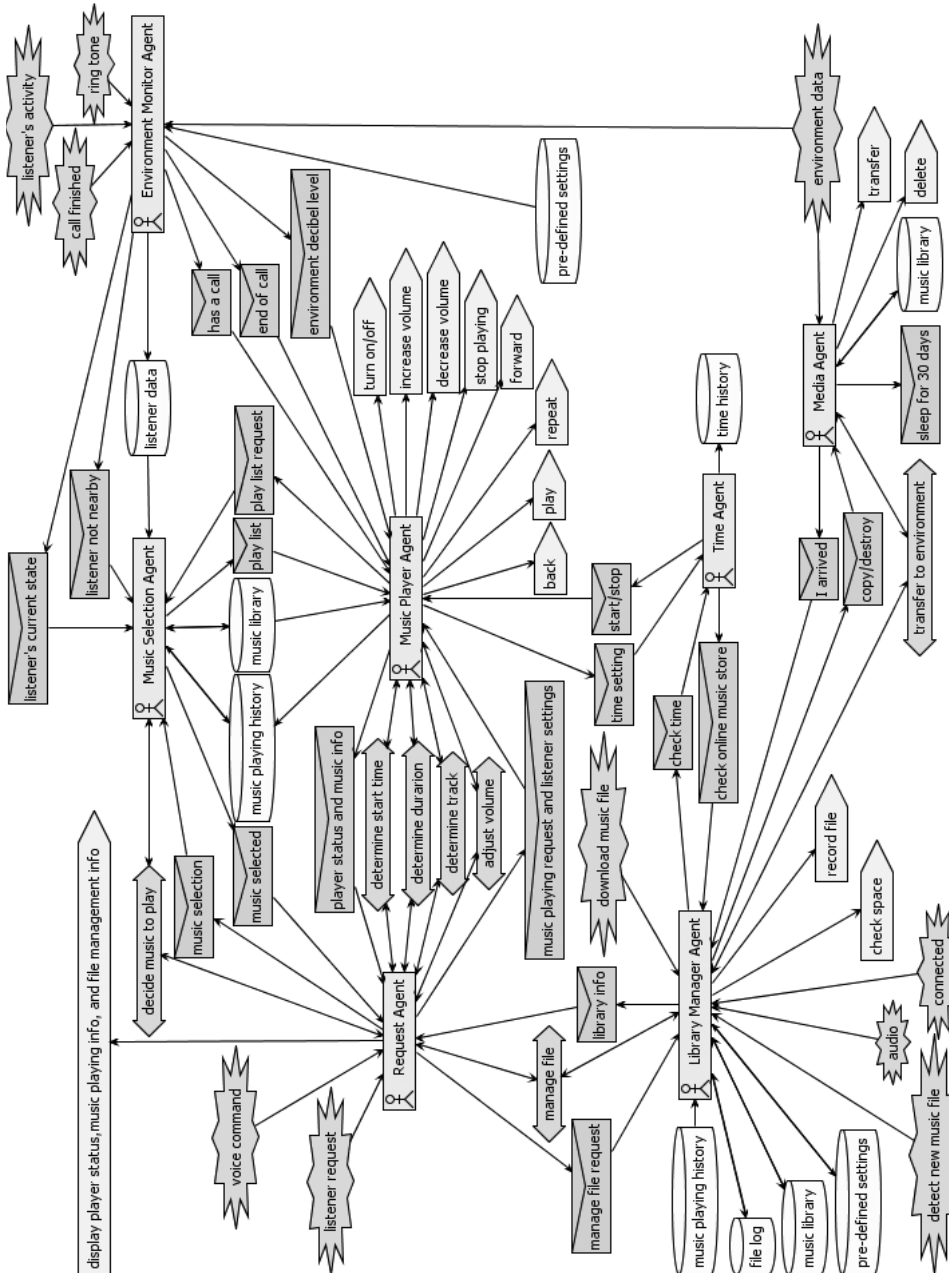 display player status,music playing info, and file management info
listener's current state
listener's activity
listener not nearby
call finished
ring tone
decide music to play
Music Selection Agent
listener data
Environment Monitor Agent
music selection
has a call
voice command
music selected
music playing history
music library
play list
play list request
end of call
environment decibel level
listener request
player status and music info
determine start time
determine durarion
determine track
adjust volume
Request Agent
Music Player Agent
turn on/off
increase volume
decrease volume
stop playing
forward
repeat
play
back
music playing request and listener settings
pre-defined settings
manage file
manage file request
library info
download music file
time setting
start/stop
check time
check online music store
Time Agent
time history
music playing history
Library Manager Agent
file log
music library
pre-defined settings
detect new music file
audio
connected
record file
check space
I arrived
copy/destroy
transfer to environment
Media Agent
sleep for 30 days
music library
environment data
transfer
delete